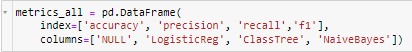 metrics_all = pd.DataFrame(
index=['accuracy', 'precision', 'recall','f1'],
columns=['NULL', 'LogisticReg', 'ClassTree', 'NaiveBayes'])